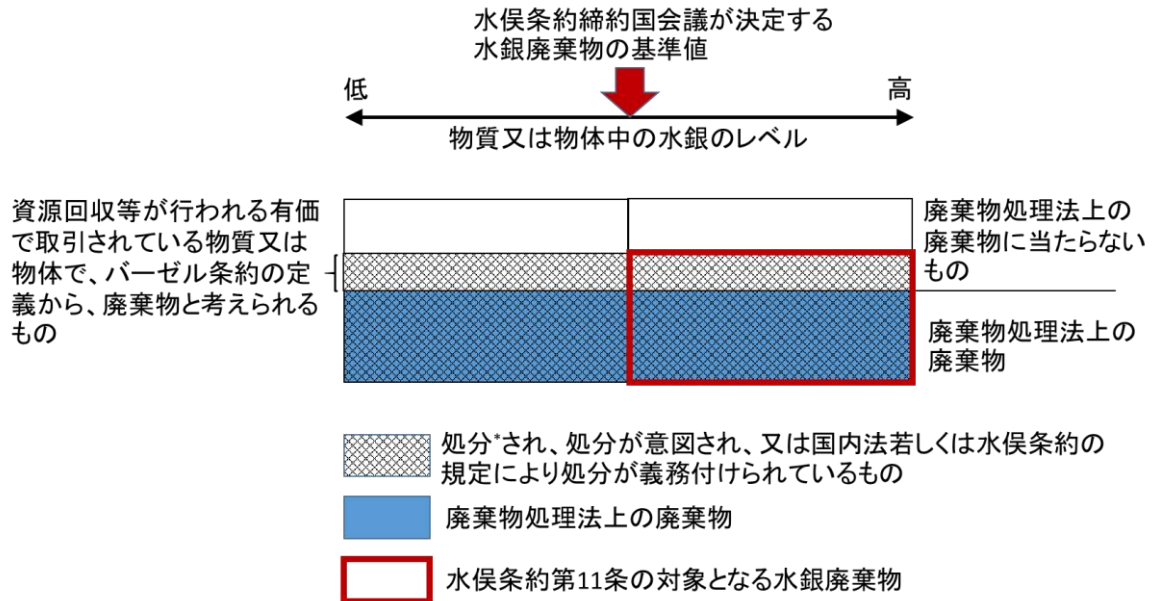 水俣条約締約国会議が決定する
水銀廃棄物の基準値
低
高
物質又は物体中の水銀のレベル
資源回収等が行われる有価
で取引されている物質又は
物体で、バーゼル条約の定
義から、廃棄物と考えられる
もの
廃棄物処理法上の
廃棄物に当たらない
もの
廃棄物処理法上の
廃棄物
処分*され、処分が意図され、又は国内法若しくは水俣条約の
規定により処分が義務付けられているもの
廃棄物処理法上の廃棄物
水俣条約第11条の対象となる水銀廃棄物